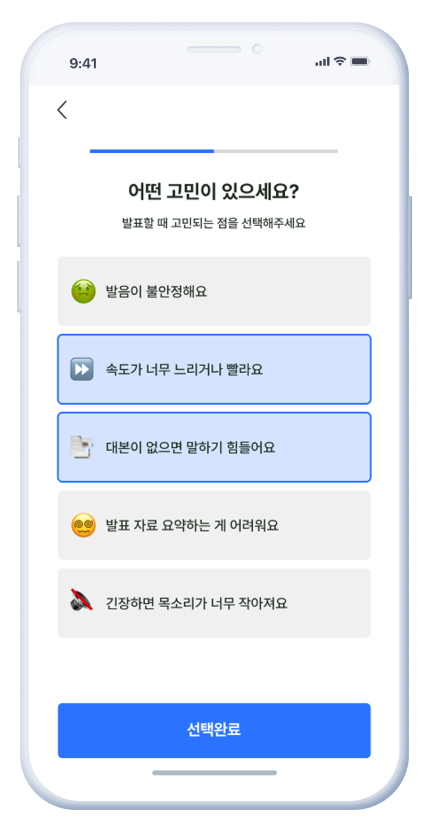 9:41
어떤 고민이 있으세요?
발표할 때 고민되는 점을 선택해주세요
발음이 불안정해요
속도가 너무 느리거나 빨라요
대본이 없으면 말하기 힘들어요
발표 자료 요약하는 게 어려워요
긴장하면 목소리가 너무 작아져요
선택완료